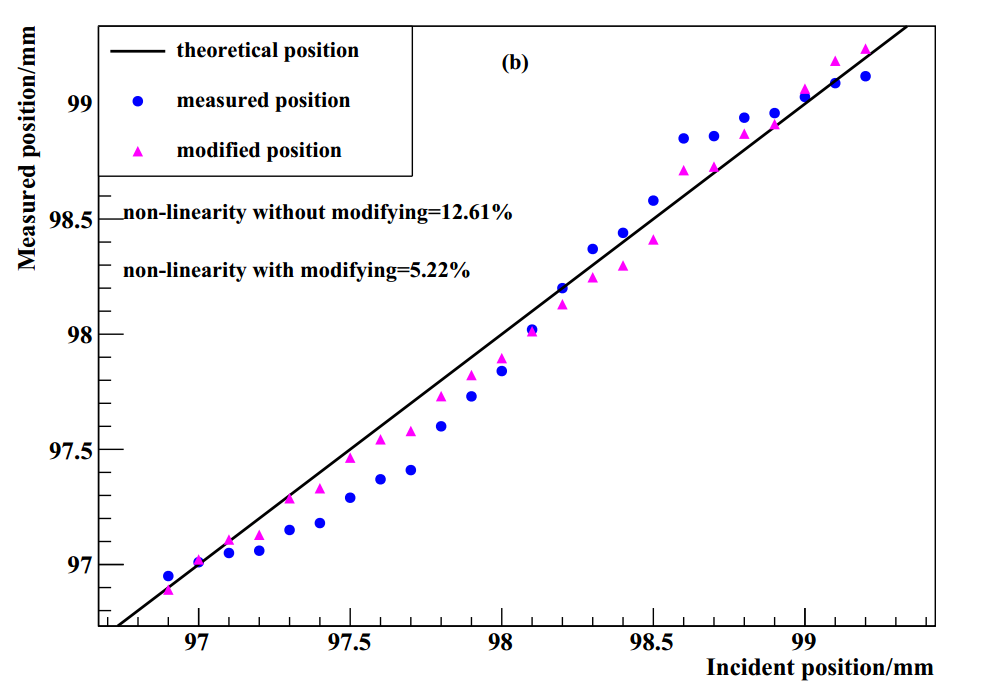 theoretical position
measured position
modified position
(b)
non-linearity without modifying=12.61%
non-linearity with modifying=5.22%
Measured position/mm
99
98.5
98
97.5
97
97
97.5
98
98.5
99
Incident position/mm